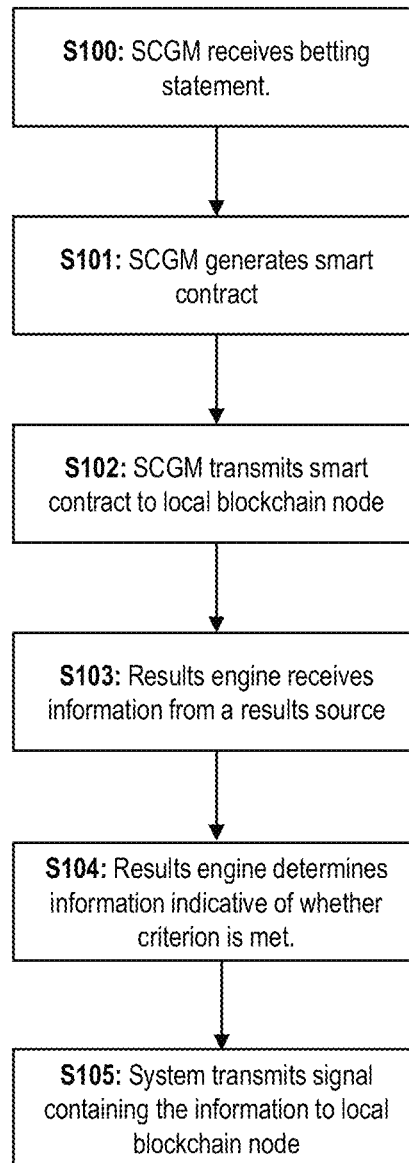 S100: SCGM receives betting
statement.
S101: SCGM generates smart
contract
S102: SCGM transmits smart
contract to local blockchain node
S103: Results engine receives
information from a results source
S104: Results engine determines
information indicative of whether
criterion is met.
S105: System transmits signal
containing the information to local
blockchain node